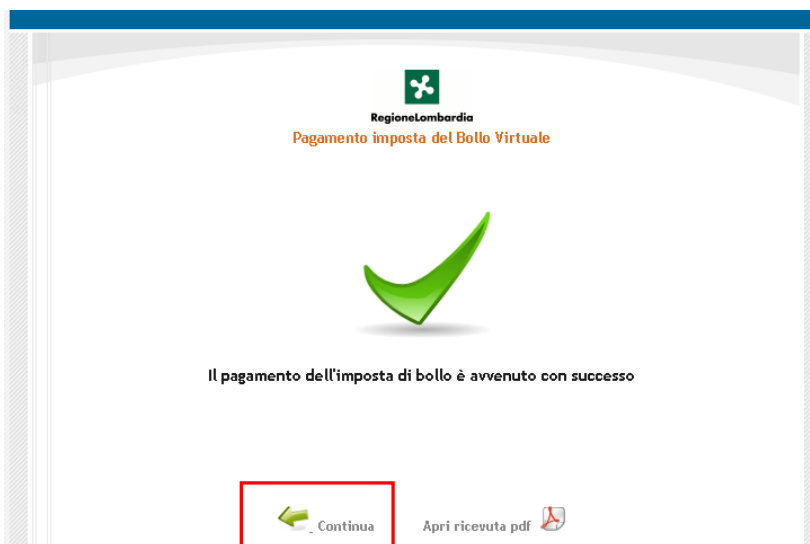 RegioneLombardia
Pagamento imposta del Bollo Virtuale
Il pagamento dell'imposta di bollo è avvenuto con successo
Continua Apri ricevuta pdf